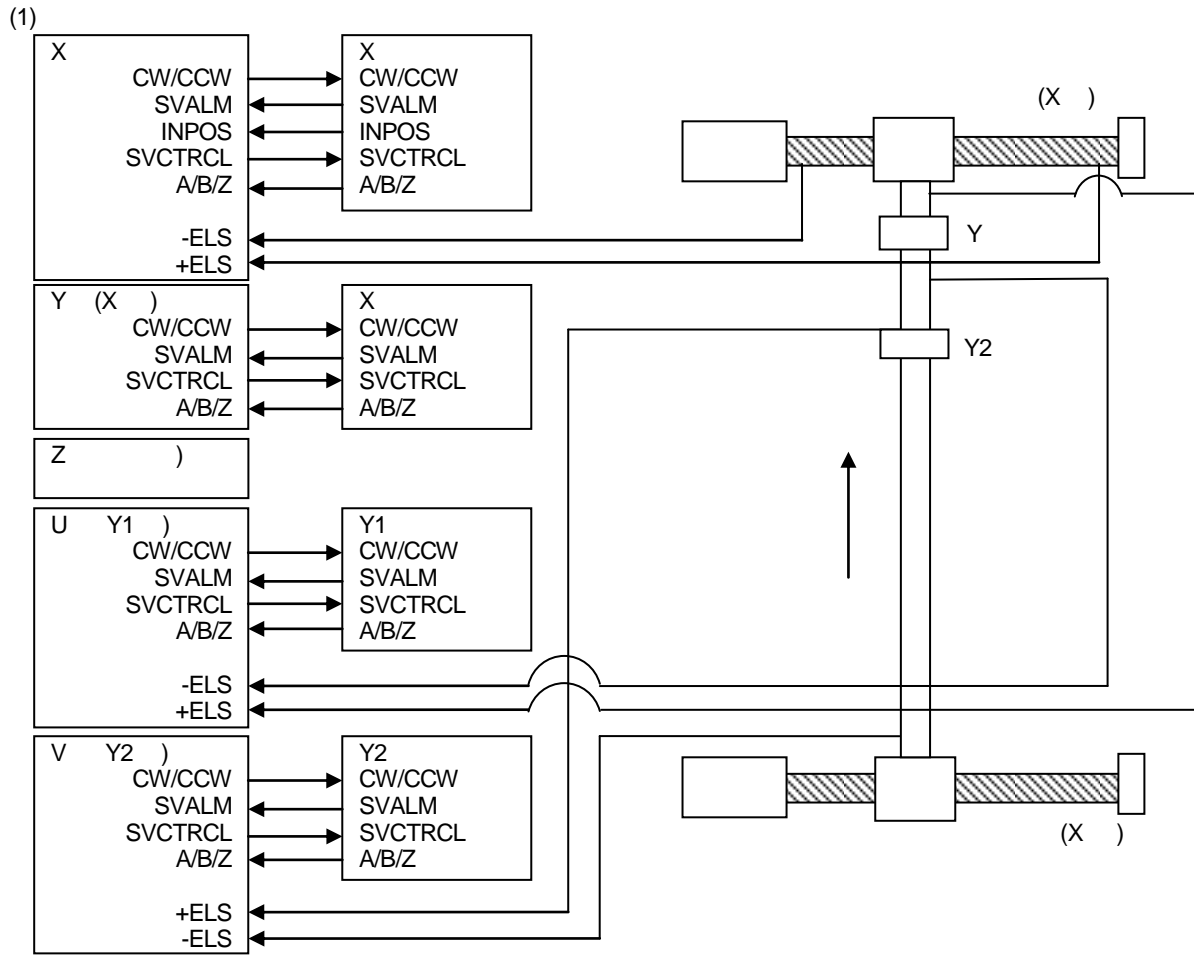 (1)
X
CW/CCW
SVALM
INPOS
SVCTRCL
A/B/Z
-ELS
+ELS
X
CW/CCW
SVALM
INPOS
SVCTRCL
A/B/Z
(X )
Y
Y2
Y (X )
CW/CCW
SVALM
SVCTRCL
A/B/Z
X
CW/CCW
SVALM
SVCTRCL
A/B/Z
Z )
U Y1 )
CW/CCW
SVALM
SVCTRCL
A/B/Z
-ELS
+ELS
Y1
CW/CCW
SVALM
SVCTRCL
A/B/Z
V Y2 )
CW/CCW
SVALM
SVCTRCL
A/B/Z
+ELS
-ELS
Y2
CW/CCW
SVALM
SVCTRCL
A/B/Z
(X )